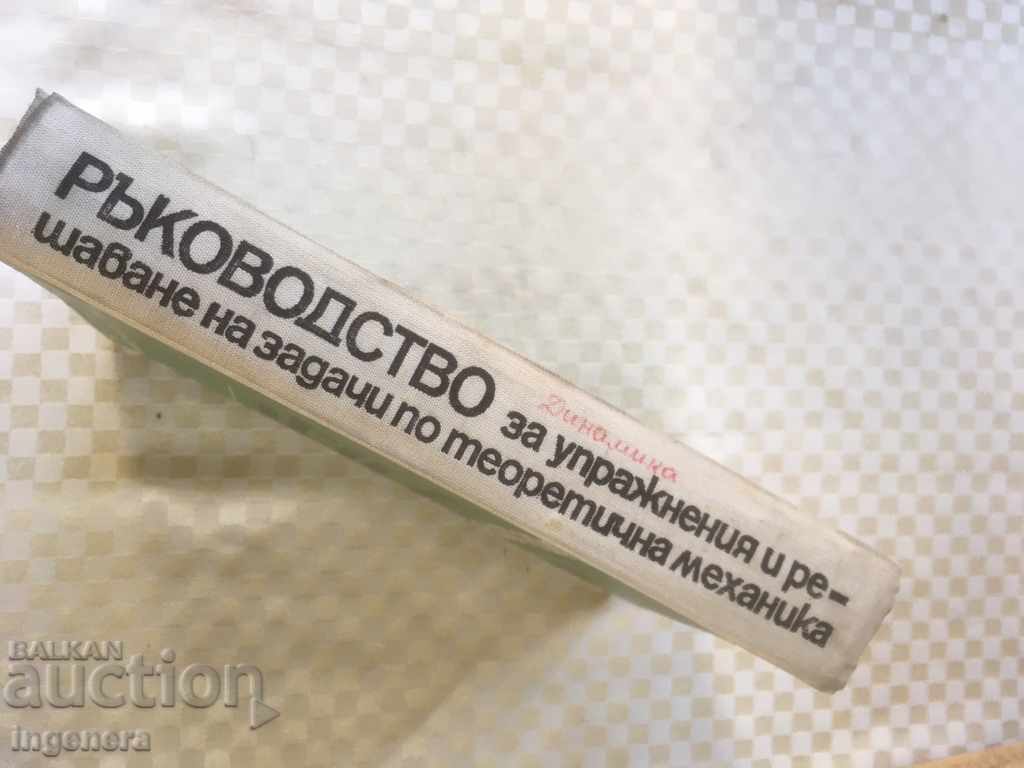 РЪКОВОДСТВО за упражнения и ре-
шаване на задачи по теоретична механика
Динамика
BALKAN
auction
ingenera